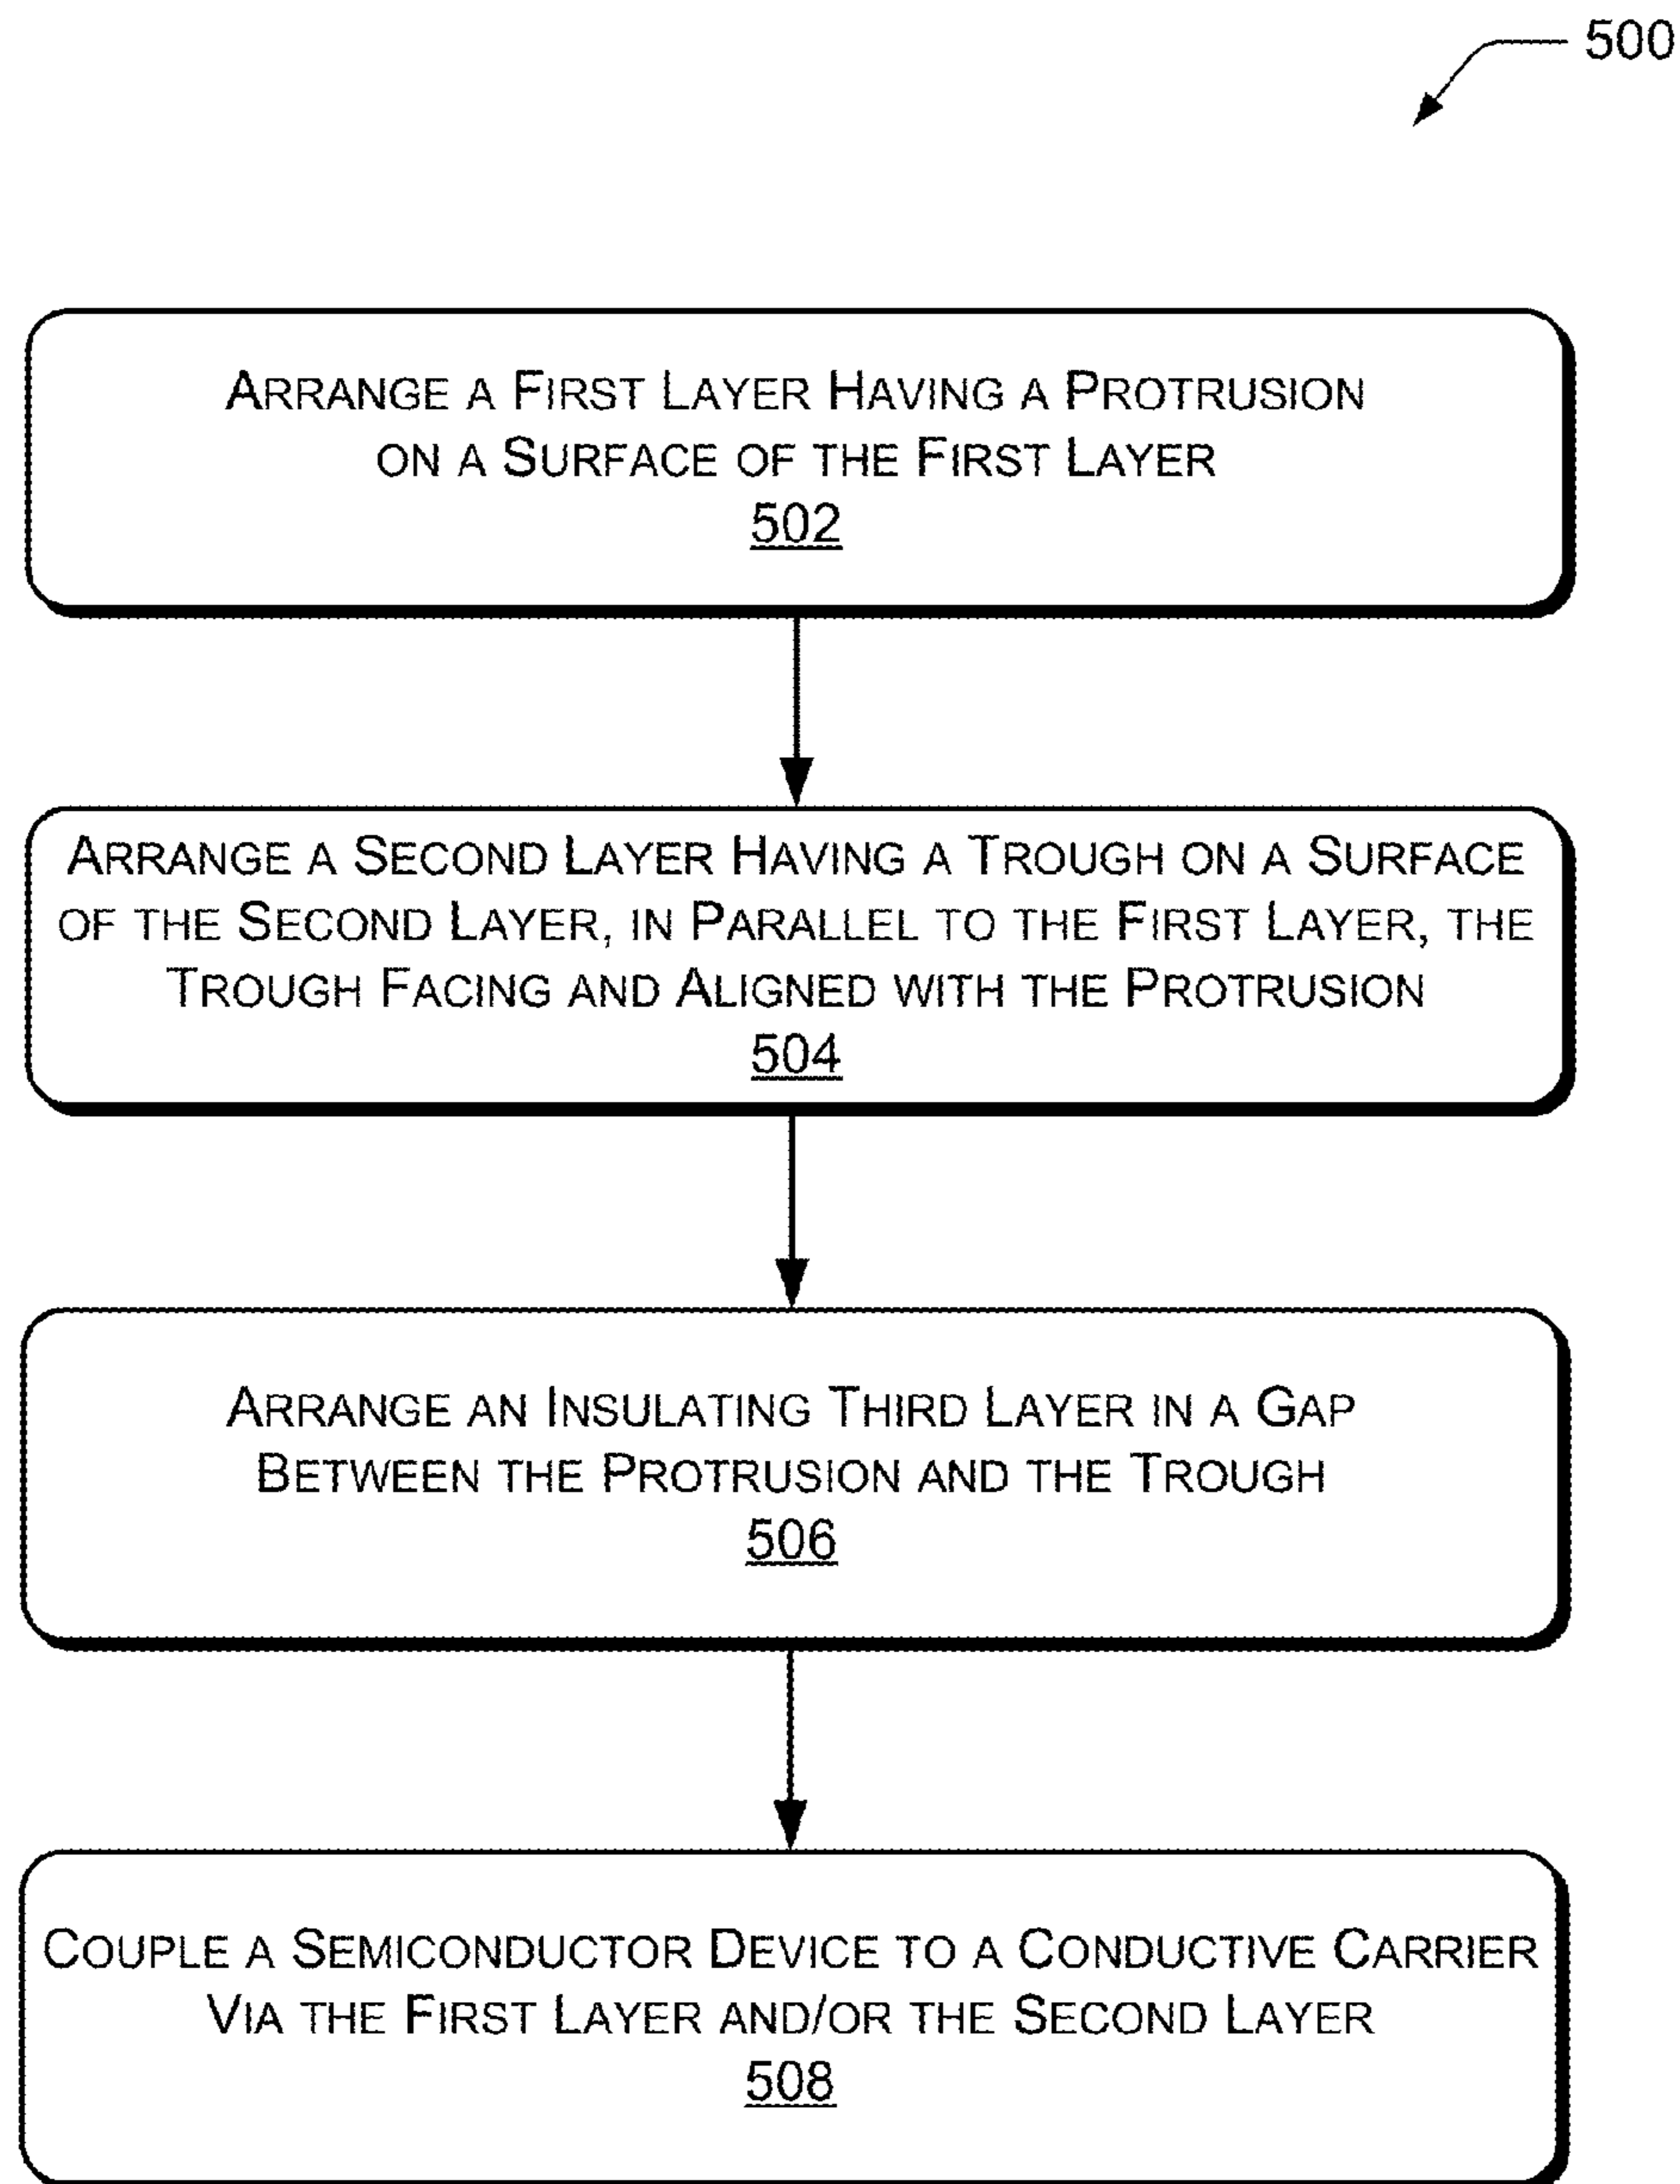 500
ARRANGE A FIRST LAYER HAVING A PROTRUSION
ON A SURFACE OF THE FIRST LAYER
502
ARRANGE A SECOND LAYER HAVING A TROUGH ON A SURFACE
OF THE SECOND LAYER, IN PARALLEL TO THE FIRST LAYER, THE
TROUGH FACING AND ALIGNED WITH THE PROTRUSION
504
ARRANGE AN INSULATING THIRD LAYER IN A GAP
BETWEEN THE PROTRUSION AND THE TROUGH
506
COUPLE A SEMICONDUCTOR DEVICE TO A CONDUCTIVE CARRIER
VIA THE FIRST LAYER AND/OR THE SECOND LAYER
508